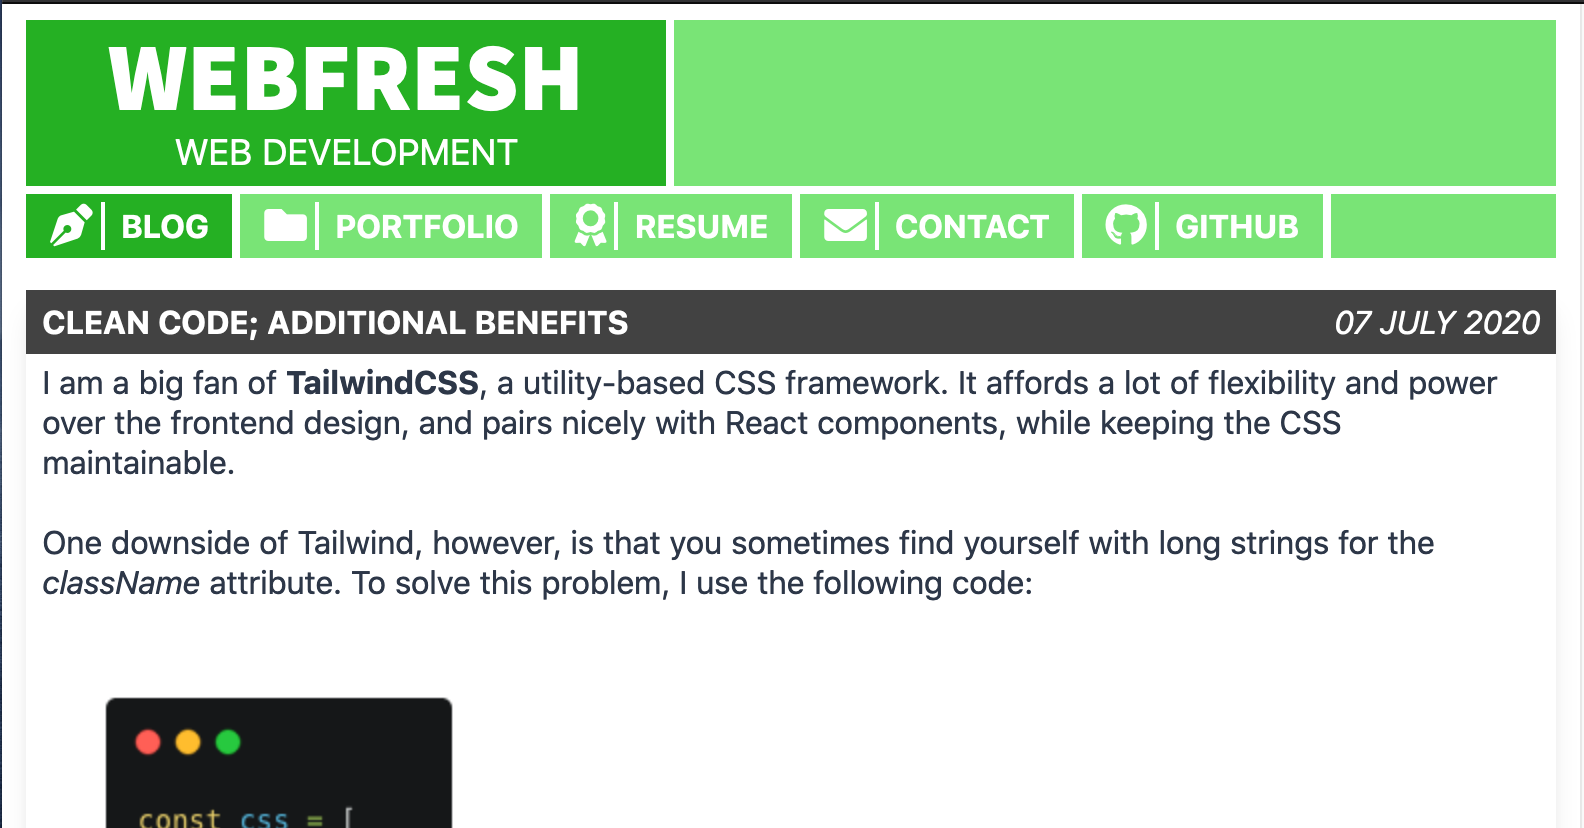 WEBFRESH
WEB DEVELOPMENT
BLOG PORTFOLIO RESUME CONTACT GITHUB
CLEAN CODE; ADDITIONAL BENEFITS 07 JULY 2020
I am a big fan of TailwindCSS, a utility-based CSS framework. It affords a lot of flexibility and power
over the frontend design, and pairs nicely with React components, while keeping the CSS
maintainable.
One downside of Tailwind, however, is that you sometimes find yourself with long strings for the
className attribute. To solve this problem, I use the following code:
const css = [